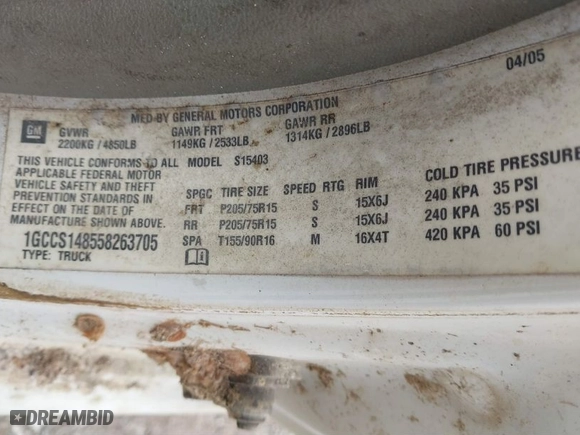 04/05
MFD BY GENERAL MOTORS CORPORATION
GM
GVWR GAWR FRT GAWR RR
2200KG / 4850LB 1149KG / 2533LB 1314KG / 2896LB
THIS VEHICLE CONFORMS TO ALL MODEL S15403
APPLICABLE FEDERAL MOTOR
VEHICLE SAFETY AND THEFT
PREVENTION STANDARDS
IN EFFECT ON THE DATE OF
MANUFACTURE SHOWN ABOVE.
1GCCS148558263705
TYPE: TRUCK
SPGC TIRE SIZE SPEED RTG RIM COLD TIRE PRESSURE
FRT P205/75R15 S 15X6J 240 KPA 35 PSI
RR P205/75R15 S 15X6J 240 KPA 35 PSI
SPA T155/90R16 M 16X4T 420 KPA 60 PSI
DREAMBID